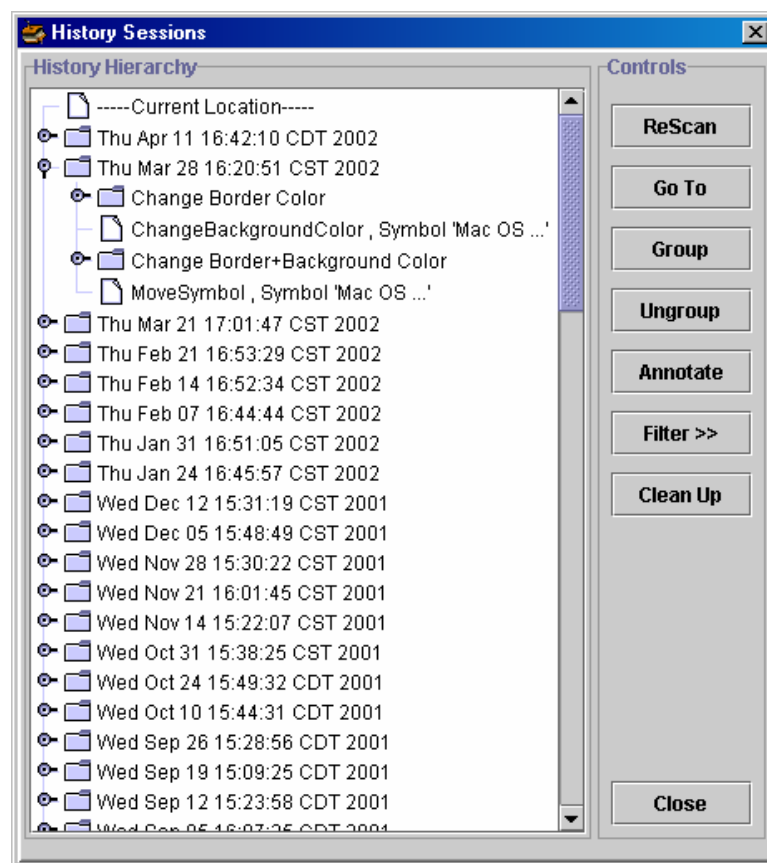 History Sessions
History Hierarchy
-----Current Location-----
Thu Apr 11 16:42:10 CDT 2002
Thu Mar 28 16:20:51 CST 2002
Change Border Color
ChangeBackgroundColor , Symbol 'Mac OS ...'
Change Border+Background Color
MoveSymbol , Symbol 'Mac OS ...'
Thu Mar 21 17:01:47 CST 2002
Thu Feb 21 16:53:29 CST 2002
Thu Feb 14 16:52:34 CST 2002
Thu Feb 07 16:44:44 CST 2002
Thu Jan 31 16:51:05 CST 2002
Thu Jan 24 16:45:57 CST 2002
Wed Dec 12 15:31:19 CST 2001
Wed Dec 05 15:48:49 CST 2001
Wed Nov 28 15:30:22 CST 2001
Wed Nov 21 16:01:45 CST 2001
Wed Nov 14 15:22:07 CST 2001
Wed Oct 31 15:38:25 CST 2001
Wed Oct 24 15:49:32 CDT 2001
Wed Oct 10 15:44:31 CDT 2001
Wed Sep 26 15:28:56 CDT 2001
Wed Sep 19 15:09:25 CDT 2001
Wed Sep 12 15:23:58 CDT 2001
Wed Sep 05 16:07:25 CDT 2001
Controls
ReScan
Go To
Group
Ungroup
Annotate
Filter >>
Clean Up
Close